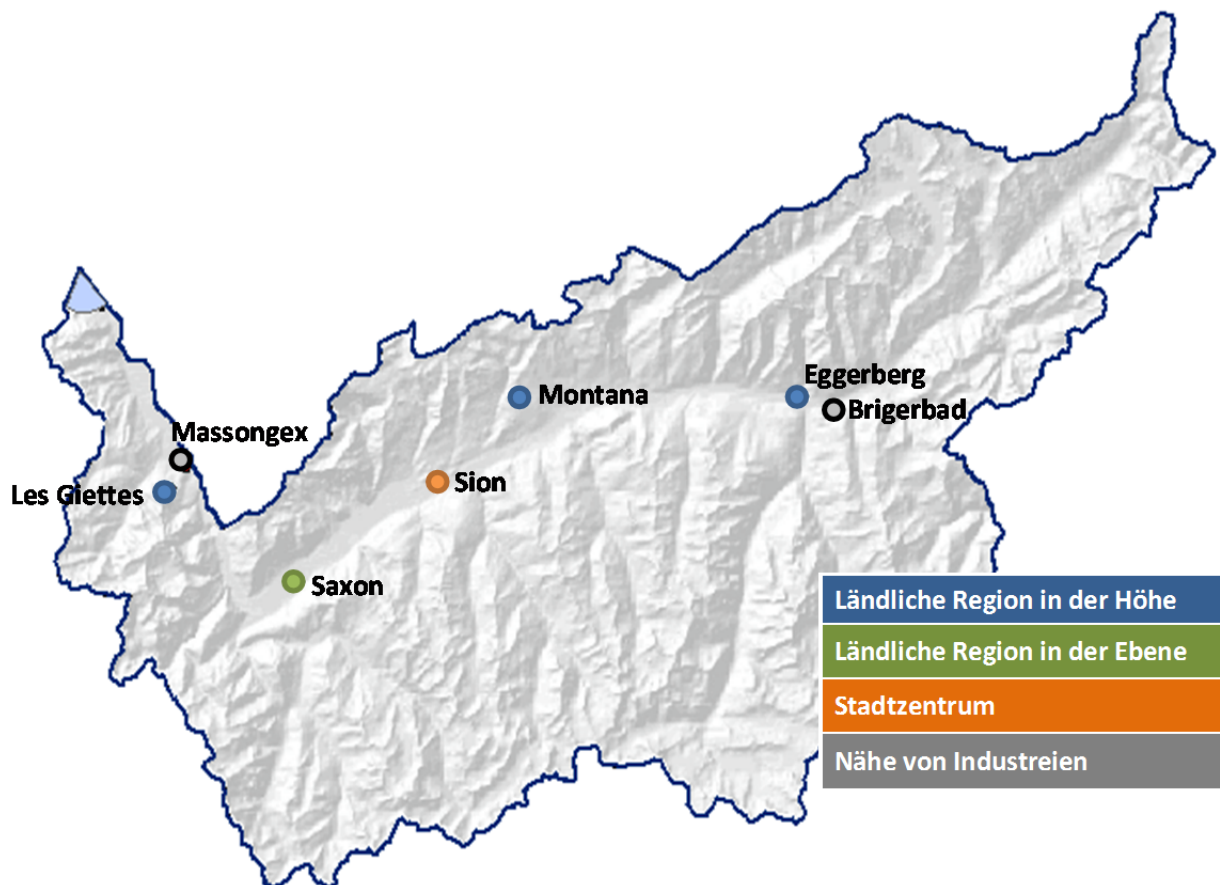 Eggerberg
Montana
Brigerbad
Massongex
Sion
Les Giettes
Saxon
Ländliche Region in der Höhe
Ländliche Region in der Ebene
Stadtzentrum
Nähe von Industreien